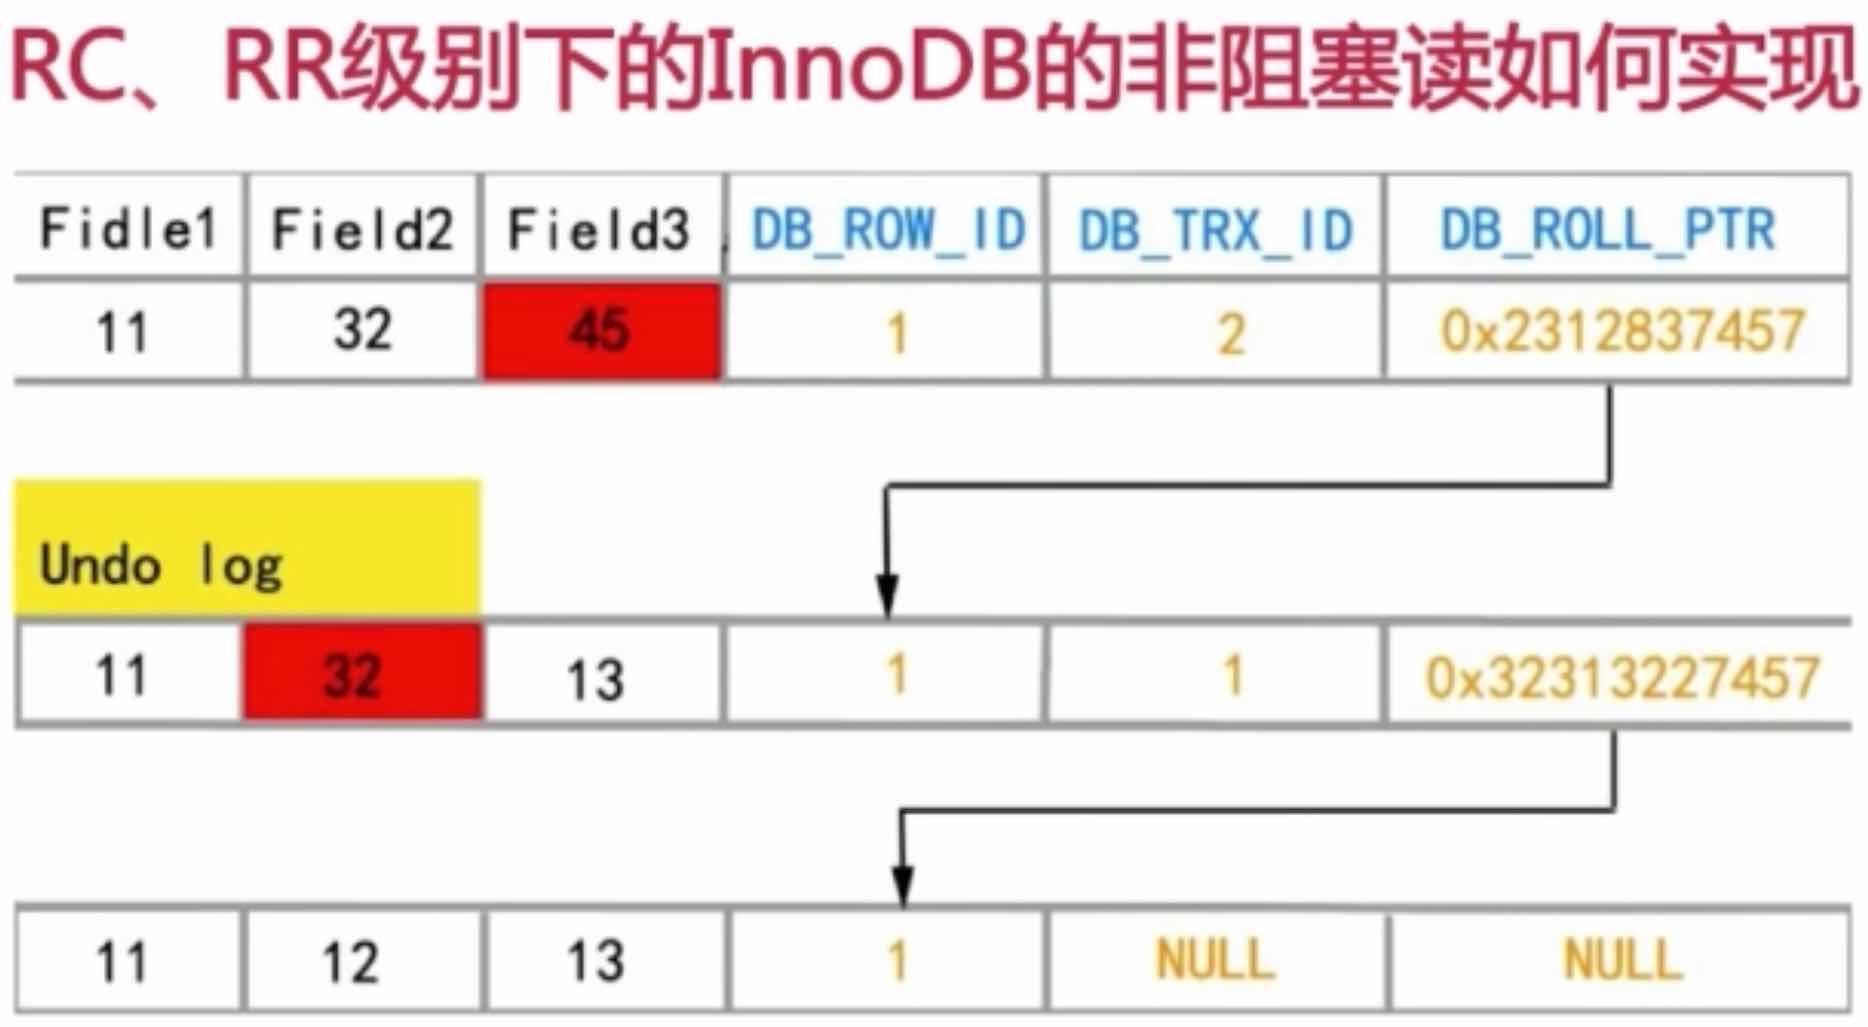 RC、RR级别下的InnoDB的非阻塞读如何实现
Fidle1 Field2 Field3 DB_ROW_ID DB_TRX_ID DB_ROLL_PTR
11 32 45 1 2 0x2312837457
Undo log
11 32 13 1 1 0x32313227457
11 12 13 1 NULL NULL